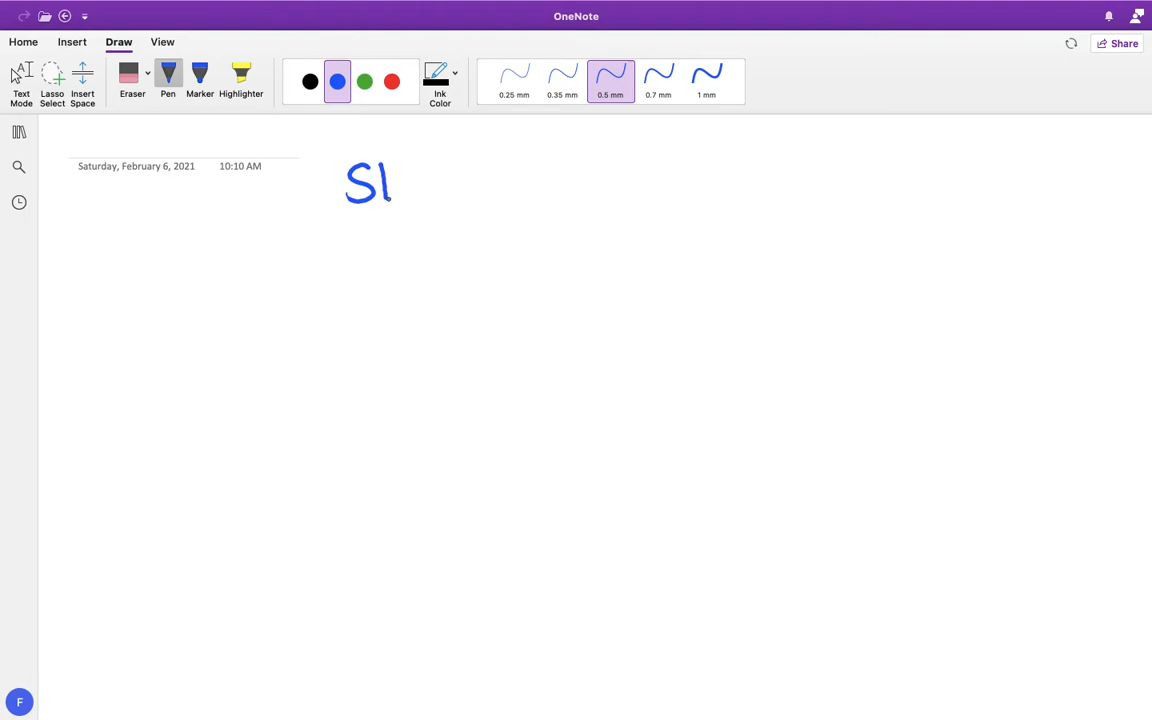 OneNote
Home Insert Draw View
Share
Text Mode
Lasso Select
Insert Space
Eraser
Pen
Marker
Highlighter
Ink Color
0.25 mm
0.35 mm
0.5 mm
0.7 mm
1 mm
Saturday, February 6, 2021 10:10 AM
Sl
F